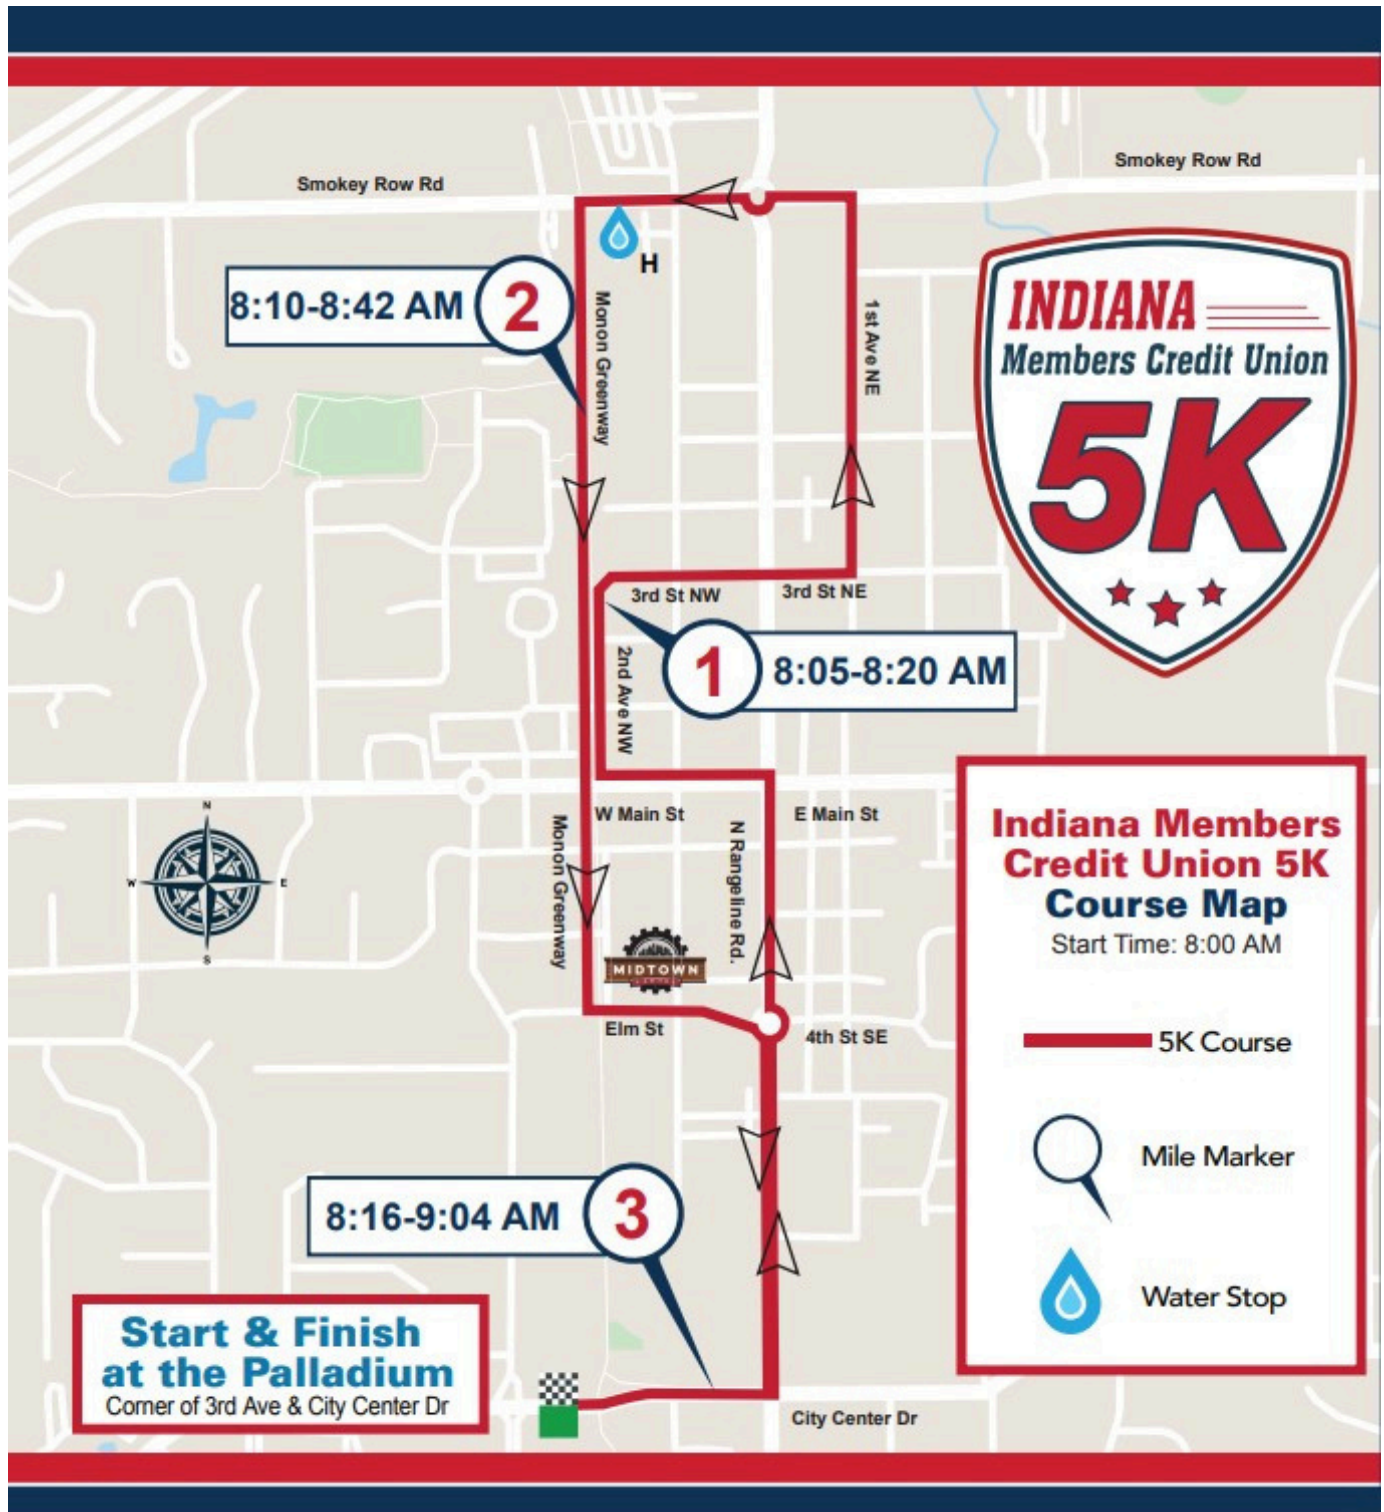 Smokey Row Rd
Smokey Row Rd
H
8:10-8:42 AM
2
Monon Greenway
1st Ave NE
INDIANA
Members Credit Union
5K
3rd St NW
3rd St NE
1
8:05-8:20 AM
2nd Ave NW
W Main St
E Main St
Monon Greenway
N Rangeline Rd.
N
W
E
S
MIDTOWN
Elm St
4th St SE
Indiana Members
Credit Union 5K
Course Map
Start Time: 8:00 AM
5K Course
Mile Marker
Water Stop
8:16-9:04 AM
3
Start & Finish
at the Palladium
Corner of 3rd Ave & City Center Dr
City Center Dr